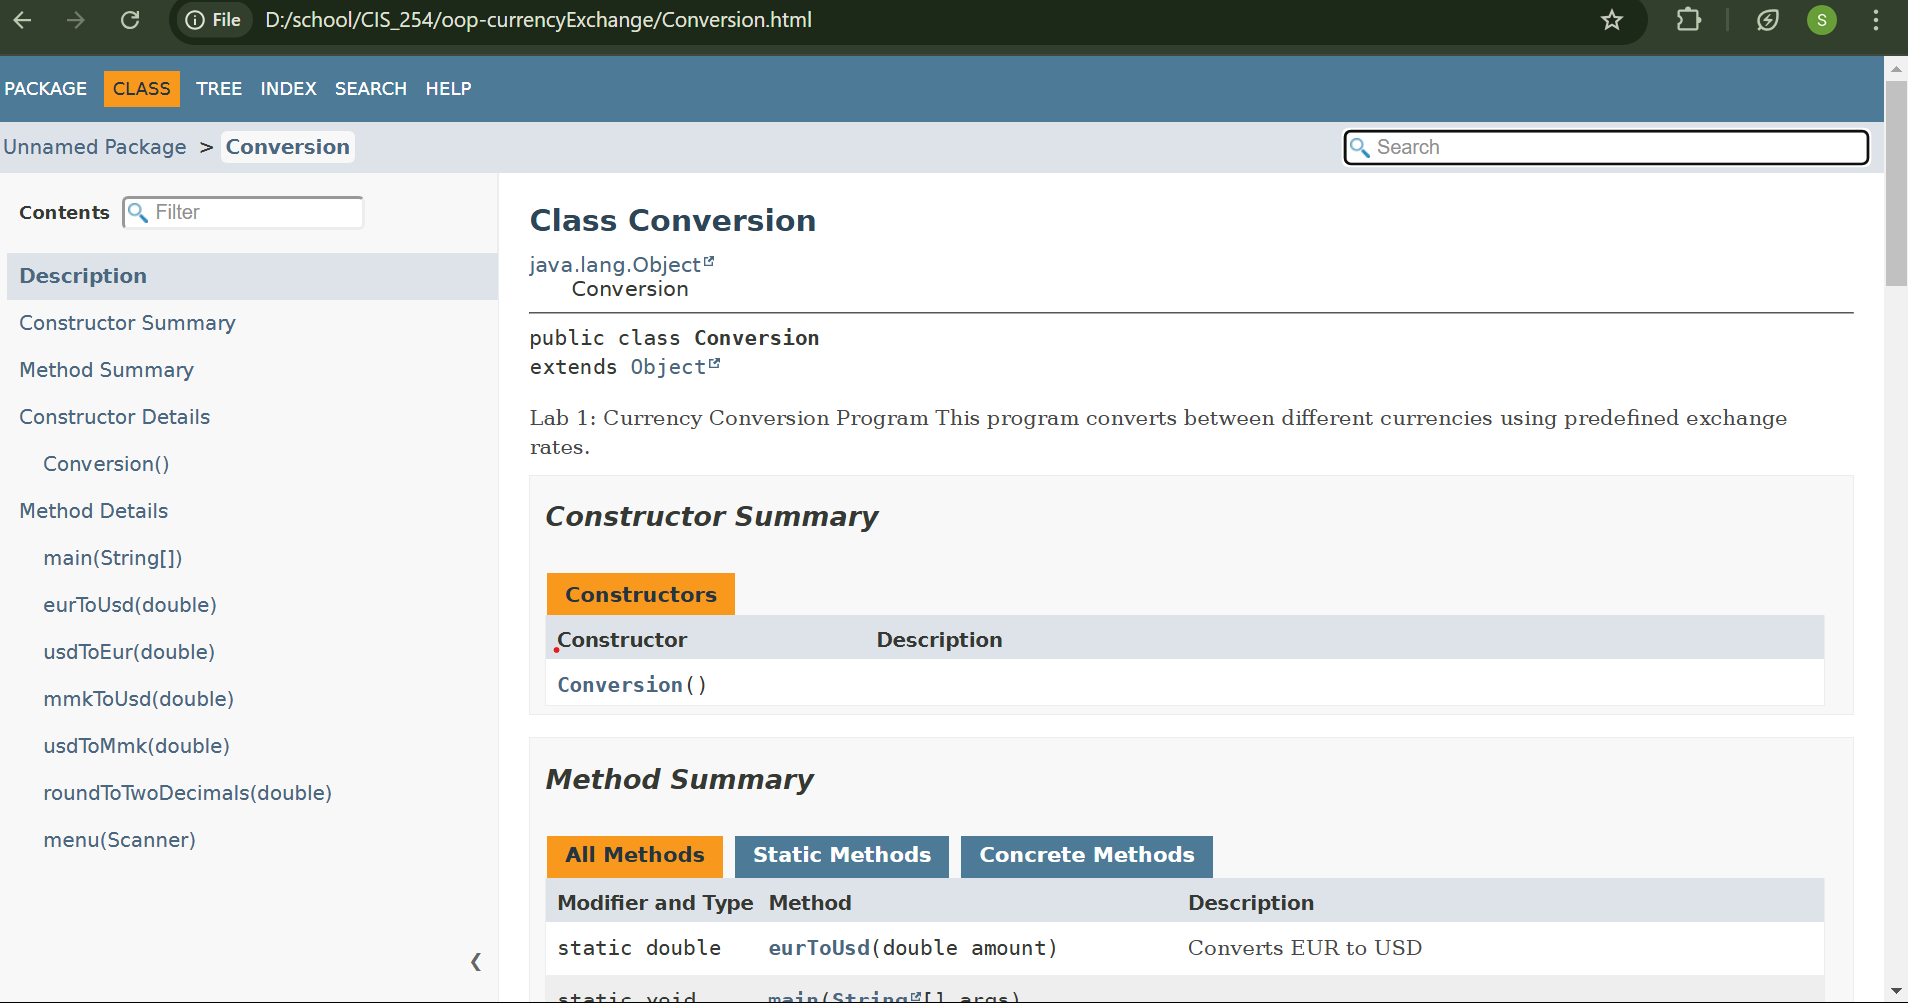 File D:/school/CIS_254/oop-currencyExchange/Conversion.html S
PACKAGE CLASS TREE INDEX SEARCH HELP
Unnamed Package > Conversion Search
Contents Filter
Description
Constructor Summary
Method Summary
Constructor Details
Conversion()
Method Details
main(String[])
eurToUsd(double)
usdToEur(double)
mmkToUsd(double)
usdToMmk(double)
roundToTwoDecimals(double)
menu(Scanner)
Class Conversion
java.lang.Object
Conversion
public class Conversion
extends Object
Lab 1: Currency Conversion Program This program converts between different currencies using predefined exchange
rates.
Constructor Summary
Constructors
Constructor Description
Conversion()
Method Summary
All Methods Static Methods Concrete Methods
Modifier and Type Method Description
static double eurToUsd(double amount) Converts EUR to USD
static void main(String[] args)